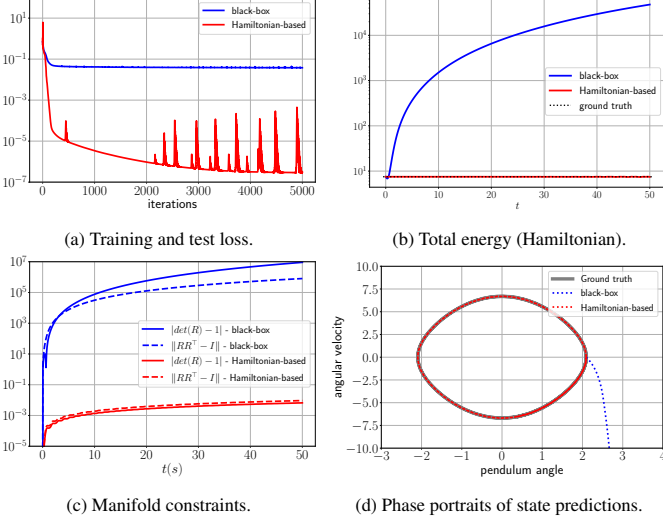 10^1
10^-1
10^-3
10^-5
10^-7
0
1000
2000
3000
4000
5000
iterations
black-box
Hamiltonian-based
(a) Training and test loss.
10^4
10^3
10^2
10^1
0
10
20
30
40
50
t
black-box
Hamiltonian-based
ground truth
(b) Total energy (Hamiltonian).
10^7
10^5
10^3
10^1
10^-1
10^-3
10^-5
0
10
20
30
40
50
t(s)
|det(R) − 1| - black-box
∥RR^⊤ − I∥ - black-box
|det(R) − 1| - Hamiltonian-based
∥RR^⊤ − I∥ - Hamiltonian-based
(c) Manifold constraints.
angular velocity
10.0
7.5
5.0
2.5
0.0
−2.5
−5.0
−7.5
−10.0
−3
−2
−1
0
1
2
3
4
pendulum angle
Ground truth
black-box
Hamiltonian-based
(d) Phase portraits of state predictions.